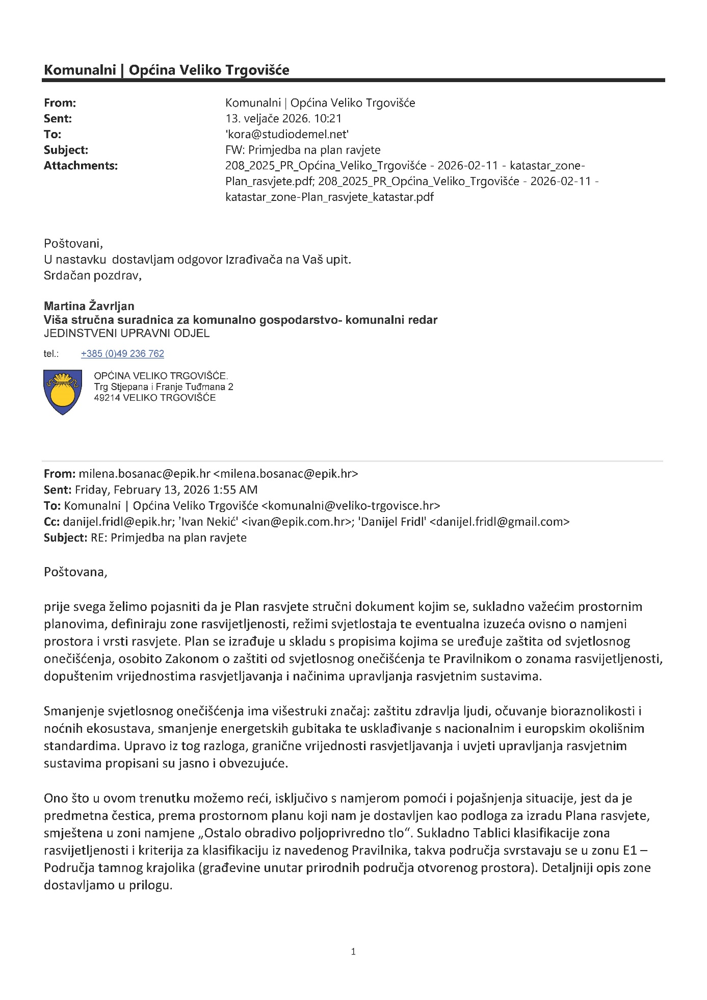 Komunalni | Općina Veliko Trgovišće
From: Komunalni | Općina Veliko Trgovišće
Sent: 13. veljače 2026. 10:21
To: 'kora@studiodemel.net'
Subject: FW: Primjedba na plan ravjete
Attachments: 208_2025_PR_Općina_Veliko_Trgovišće - 2026-02-11 - katastar_zone-
Plan_rasvjete.pdf; 208_2025_PR_Općina_Veliko_Trgovišće - 2026-02-11 -
katastar_zone-Plan_rasvjete_katastar.pdf
Poštovani,
U nastavku  dostavljam odgovor Izrađivača na Vaš upit.
Srdačan pozdrav,
Martina Žavrljan
Viša stručna suradnica za komunalno gospodarstvo- komunalni redar
JEDINSTVENI UPRAVNI ODJEL
tel.: +385 (0)49 236 762
OPĆINA VELIKO TRGOVIŠĆE.
Trg Stjepana i Franje Tuđmana 2
49214 VELIKO TRGOVIŠĆE
From: milena.bosanac@epik.hr <milena.bosanac@epik.hr>
Sent: Friday, February 13, 2026 1:55 AM
To: Komunalni | Općina Veliko Trgovišće <komunalni@veliko-trgovisce.hr>
Cc: danijel.fridl@epik.hr; 'Ivan Nekić' <ivan@epik.com.hr>; 'Danijel Fridl' <danijel.fridl@gmail.com>
Subject: RE: Primjedba na plan ravjete
Poštovana,
prije svega želimo pojasniti da je Plan rasvjete stručni dokument kojim se, sukladno važećim prostornim
planovima, definiraju zone rasvijetljenosti, režimi svjetlostaja te eventualna izuzeća ovisno o namjeni
prostora i vrsti rasvjete. Plan se izrađuje u skladu s propisima kojima se uređuje zaštita od svjetlosnog
onečišćenja, osobito Zakonom o zaštiti od svjetlosnog onečišćenja te Pravilnikom o zonama rasvijetljenosti,
dopuštenim vrijednostima rasvjetljavanja i načinima upravljanja rasvjetnim sustavima.
Smanjenje svjetlosnog onečišćenja ima višestruki značaj: zaštitu zdravlja ljudi, očuvanje bioraznolikosti i
noćnih ekosustava, smanjenje energetskih gubitaka te usklađivanje s nacionalnim i europskim okolišnim
standardima. Upravo iz tog razloga, granične vrijednosti rasvjetljavanja i uvjeti upravljanja rasvjetnim
sustavima propisani su jasno i obvezujuće.
Ono što u ovom trenutku možemo reći, isključivo s namjerom pomoći i pojašnjenja situacije, jest da je
predmetna čestica, prema prostornom planu koji nam je dostavljen kao podloga za izradu Plana rasvjete,
smještena u zoni namjene „Ostalo obradivo poljoprivredno tlo“. Sukladno Tablici klasifikacije zona
rasvijetljenosti i kriterija za klasifikaciju iz navedenog Pravilnika, takva područja svrstavaju se u zonu E1 –
Područja tamnog krajolika (građevine unutar prirodnih područja otvorenog prostora). Detaljniji opis zone
dostavljamo u prilogu.
1